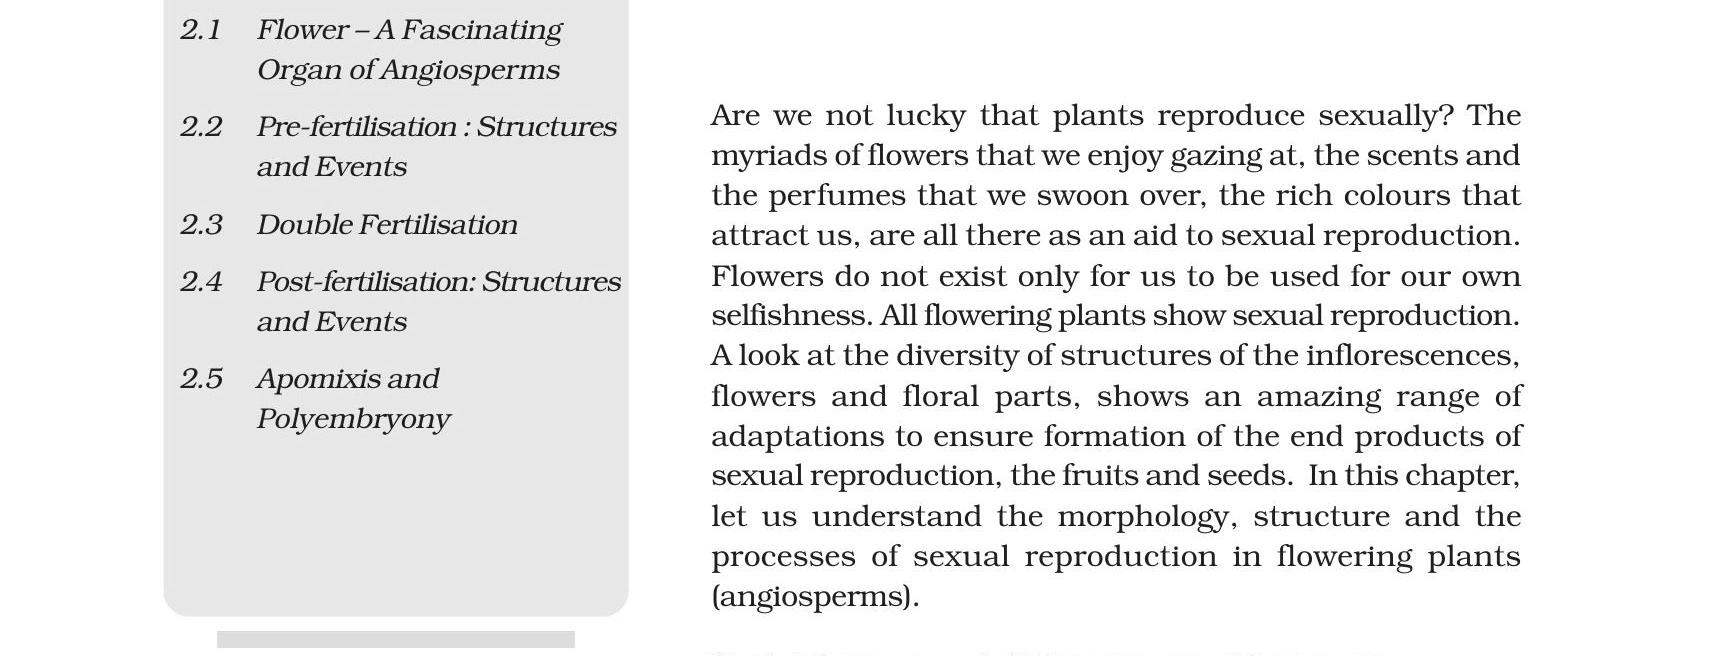 2.1 Flower – A Fascinating
Organ of Angiosperms
2.2 Pre-fertilisation : Structures
and Events
2.3 Double Fertilisation
2.4 Post-fertilisation: Structures
and Events
2.5 Apomixis and
Polyembryony
Are we not lucky that plants reproduce sexually? The
myriads of flowers that we enjoy gazing at, the scents and
the perfumes that we swoon over, the rich colours that
attract us, are all there as an aid to sexual reproduction.
Flowers do not exist only for us to be used for our own
selfishness. All flowering plants show sexual reproduction.
A look at the diversity of structures of the inflorescences,
flowers and floral parts, shows an amazing range of
adaptations to ensure formation of the end products of
sexual reproduction, the fruits and seeds. In this chapter,
let us understand the morphology, structure and the
processes of sexual reproduction in flowering plants
(angiosperms).